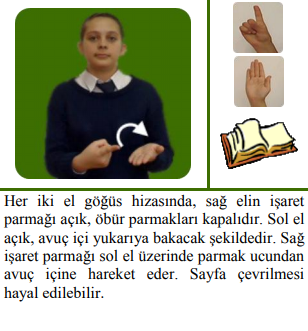 Her iki el göğüs hizasında, sağ elin işaret
parmağı açık, öbür parmakları kapalıdır. Sol el
açık, avuç içi yukarıya bakacak şekildedir. Sağ
işaret parmağı sol el üzerinde parmak ucundan
avuç içine hareket eder. Sayfa çevrilmesi
hayal edilebilir.